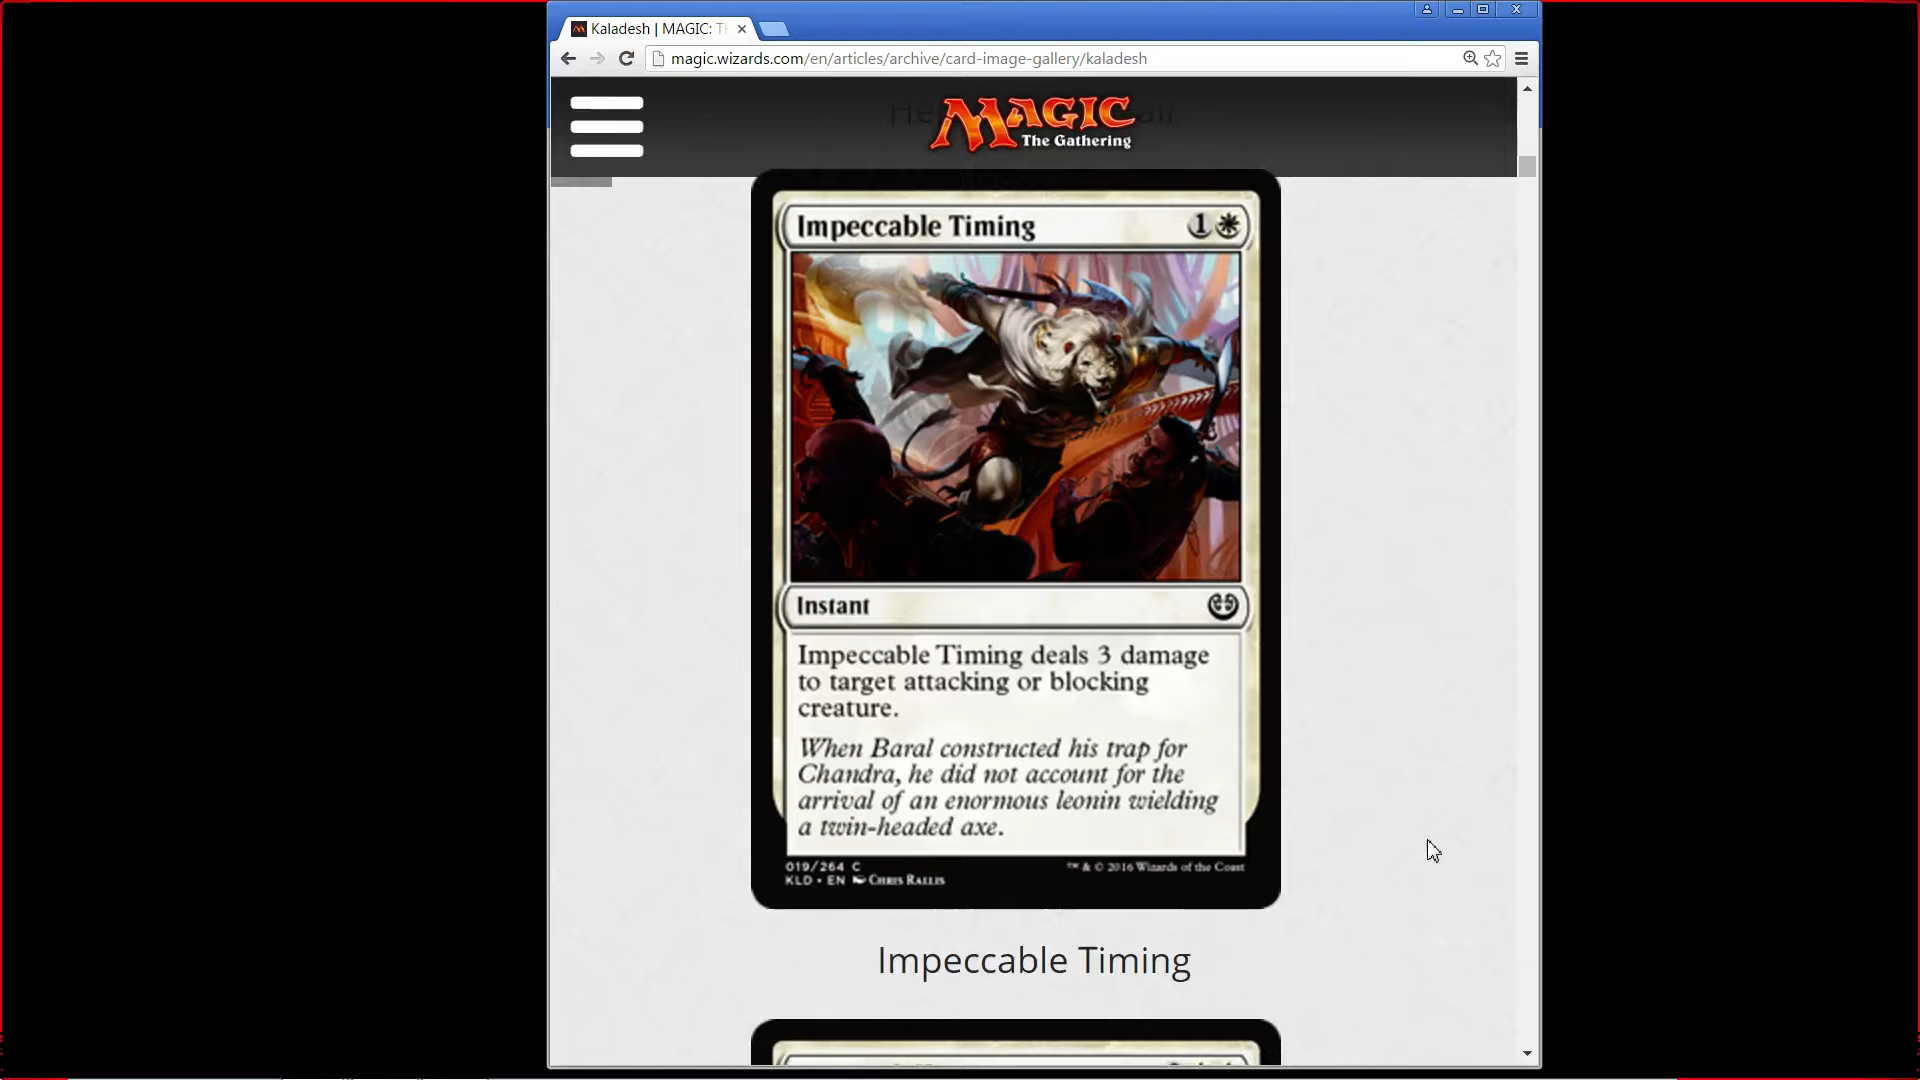 Kaladesh | MAGIC: T
magic.wizards.com/en/articles/archive/card-image-gallery/kaladesh
MAGIC
The Gathering
Impeccable Timing 1
Instant
Impeccable Timing deals 3 damage
to target attacking or blocking
creature.
When Baral constructed his trap for
Chandra, he did not account for the
arrival of an enormous leonin wielding
a twin-headed axe.
019/264 C
™ & © 2016 Wizards of the Coast
KLD • EN Chris Rallis
Impeccable Timing